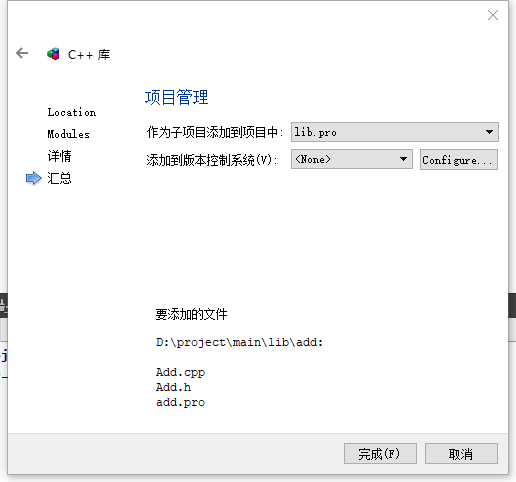 C++ 库
项目管理
Location
Modules
详情
汇总
作为子项目添加到项目中:
lib.pro
添加到版本控制系统(V):
<None>
Configure...
要添加的文件
D:\project\main\lib\add:
Add.cpp
Add.h
add.pro
完成(F)
取消